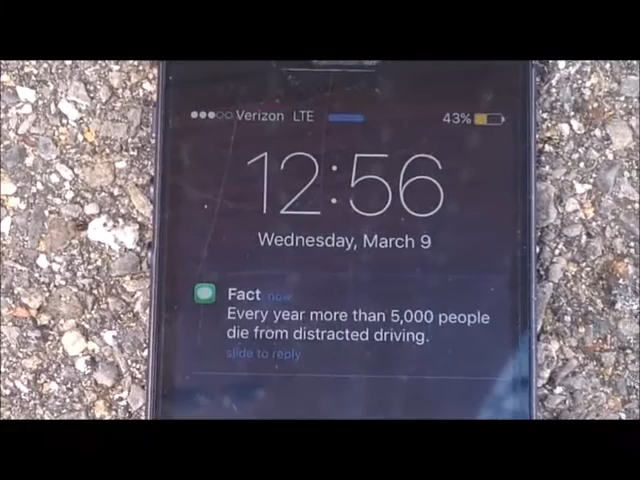 Verizon LTE 43%
12:56
Wednesday, March 9
Fact now
Every year more than 5,000 people
die from distracted driving.
slide to reply